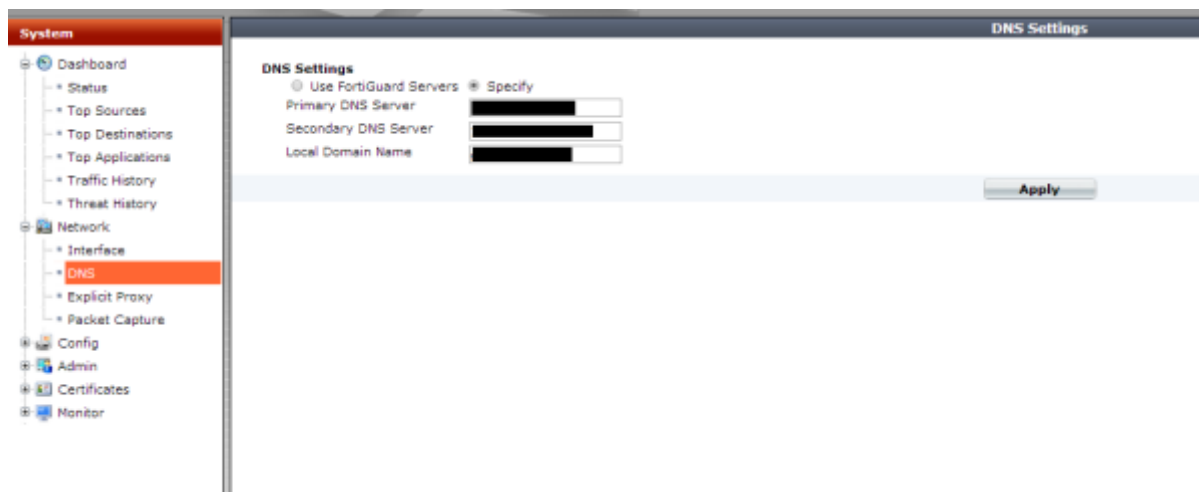 System
DNS Settings
Dashboard
Status
Top Sources
Top Destinations
Top Applications
Traffic History
Threat History
Network
Interface
DNS
Explicit Proxy
Packet Capture
Config
Admin
Certificates
Monitor
DNS Settings
Use FortiGuard Servers Specify
Primary DNS Server
Secondary DNS Server
Local Domain Name
Apply